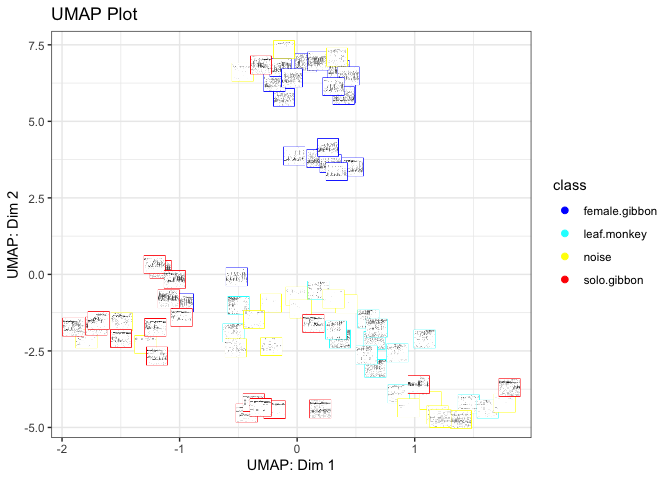 UMAP Plot
7.5
5.0
2.5
0.0
-2.5
-5.0
-2
-1
0
1
UMAP: Dim 1
UMAP: Dim 2
class
female.gibbon
leaf.monkey
noise
solo.gibbon